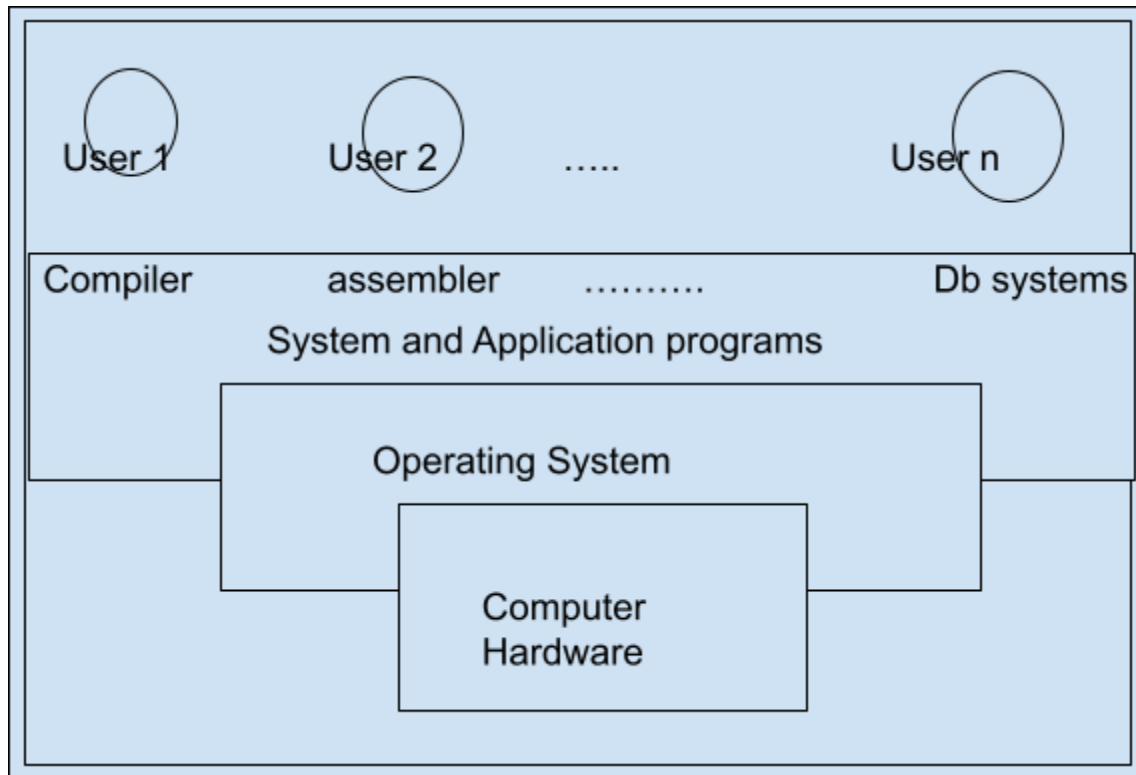 User 1 User 2 ….. User n
Compiler assembler ………. Db systems
System and Application programs
Operating System
Computer
Hardware